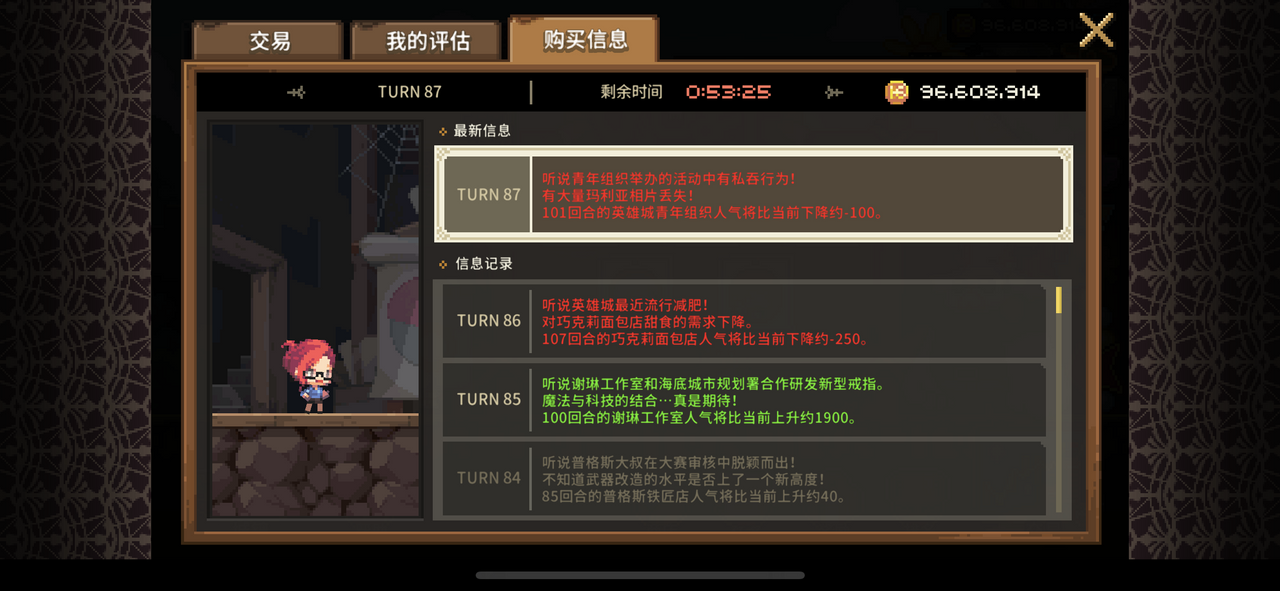 交易
我的评估
购买信息
TURN 87
剩余时间
0:53:25
96.608.914
最新信息
TURN 87
听说青年组织举办的活动中有私吞行为!
有大量玛利亚相片丢失!
101回合的英雄城青年组织人气将比当前下降约-100。
信息记录
TURN 86
听说英雄城最近流行减肥!
对巧克莉面包店甜食的需求下降。
107回合的巧克莉面包店人气将比当前下降约-250。
TURN 85
听说谢琳工作室和海底城市规划署合作研发新型戒指。
魔法与科技的结合…真是期待!
100回合的谢琳工作室人气将比当前上升约1900。
TURN 84
听说普格斯大叔在大赛审核中脱颖而出!
不知道武器改造的水平是否上了一个新高度!
85回合的普格斯铁匠店人气将比当前上升约40。